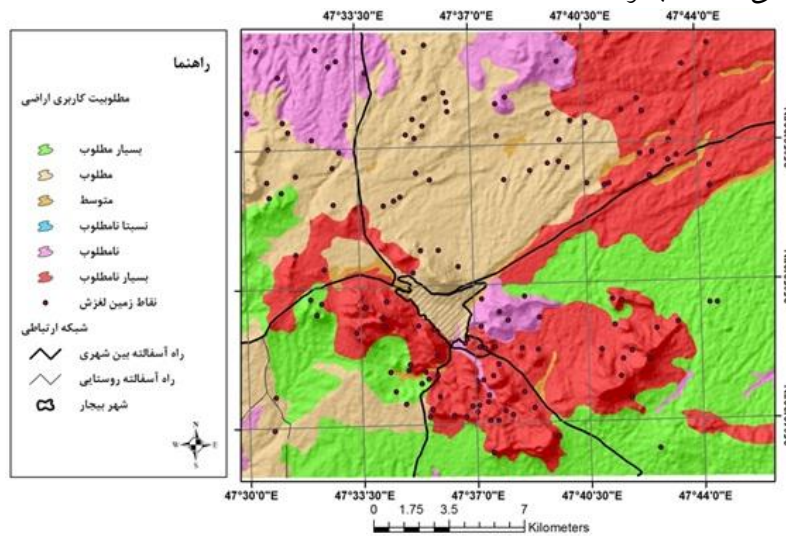 47°33'30"E 47°37'0"E 47°40'30"E 47°44'0"E
راهنما
مطلوبیت کاربری اراضی
بسیار مطلوب
مطلوب
متوسط
نسبتا نامطلوب
نامطلوب
بسیار نامطلوب
نقاط زمین لغزش
شبکه ارتباطی
راه آسفالته بین شهری
راه آسفالته روستایی
شهر بیجار
N
W E
S
47°30'0"E 47°33'30"E 47°37'0"E 47°40'30"E 47°44'0"E
0 1.75 3.5 7
Kilometers